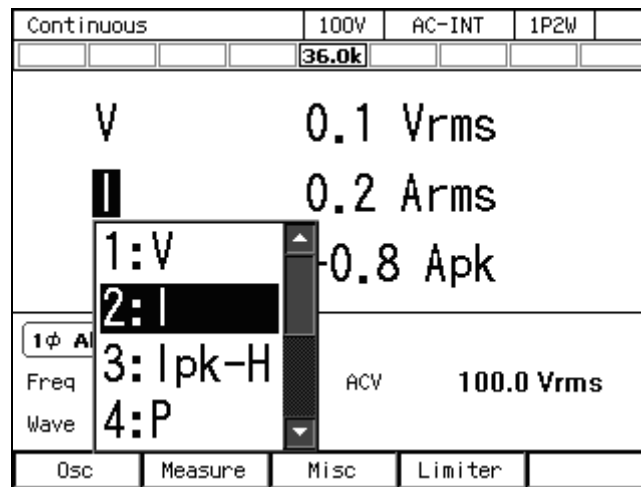 Continuous 100V AC-INT 1P2W
36.0k
V 0.1 Vrms
I 0.2 Arms
-0.8 Apk
1:V
2:I
3:Ipk-H
4:P
1φ A
Freq ACV 100.0 Vrms
Wave
Osc Measure Misc Limiter